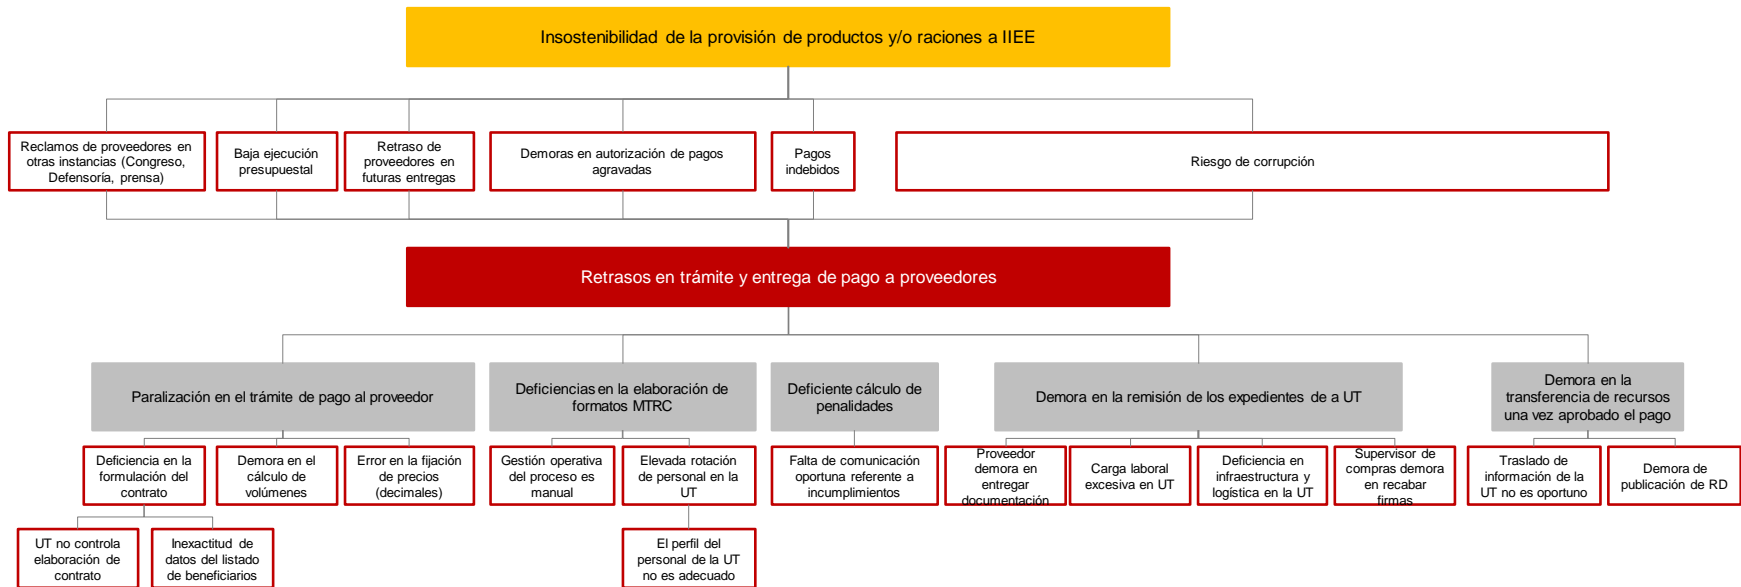 Insostenibilidad de la provisión de productos y/o raciones a IIEE
Reclamos de proveedores en
otras instancias (Congreso,
Defensoría, prensa)
Baja ejecución
presupuestal
Retraso de
proveedores en
futuras entregas
Demoras en autorización de pagos
agravadas
Pagos
indebidos
Riesgo de corrupción
Retrasos en trámite y entrega de pago a proveedores
Paralización en el trámite de pago al proveedor
Deficiencias en la elaboración de
formatos MTRC
Deficiente cálculo de
penalidades
Demora en la remisión de los expedientes de a UT
Demora en la
transferencia de recursos
una vez aprobado el pago
Deficiencia en la
formulación del
contrato
Demora en el
cálculo de
volúmenes
Error en la fijación
de precios
(decimales)
Gestión operativa
del proceso es
manual
Elevada rotación
de personal en la
UT
Falta de comunicación
oportuna referente a
incumplimientos
Proveedor
demora en
entregar
documentación
Carga laboral
excesiva en UT
Deficiencia en
infraestructura y
logística en la UT
Supervisor de
compras demora
en recabar
firmas
Traslado de
información de la
UT no es oportuno
Demora de
publicación de RD
UT no controla
elaboración de
contrato
Inexactitud de
datos del listado
de beneficiarios
El perfil del
personal de la UT
no es adecuado